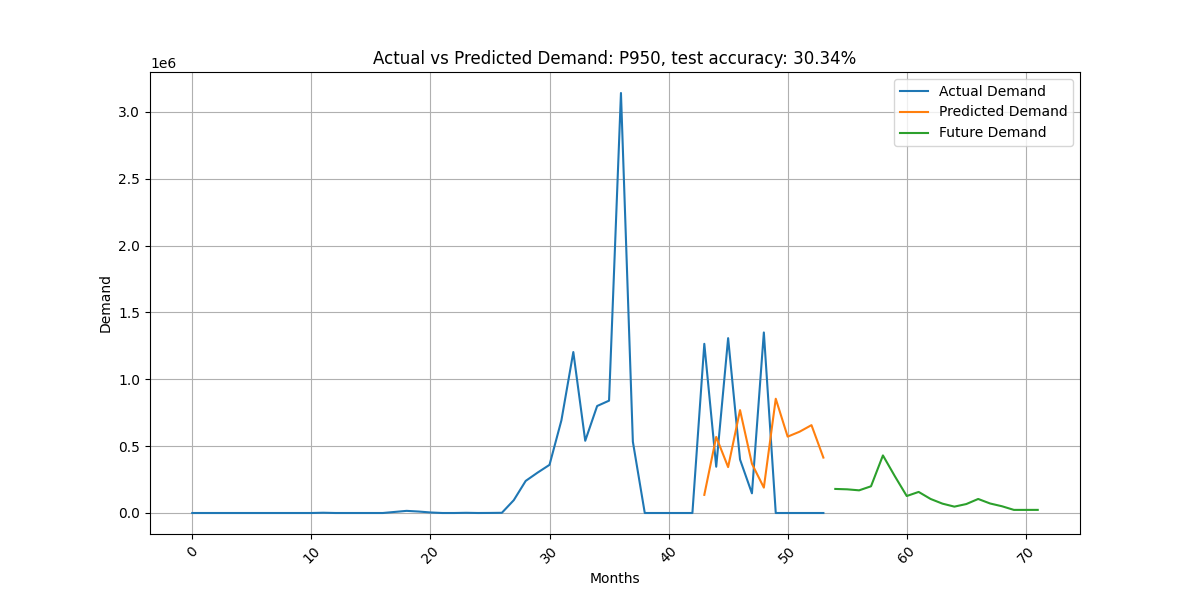 Actual vs Predicted Demand: P950, test accuracy: 30.34%
1e6
Actual Demand
Predicted Demand
Future Demand
3.0
2.5
2.0
1.5
1.0
0.5
0.0
Demand
0 10 20 30 40 50 60 70
Months